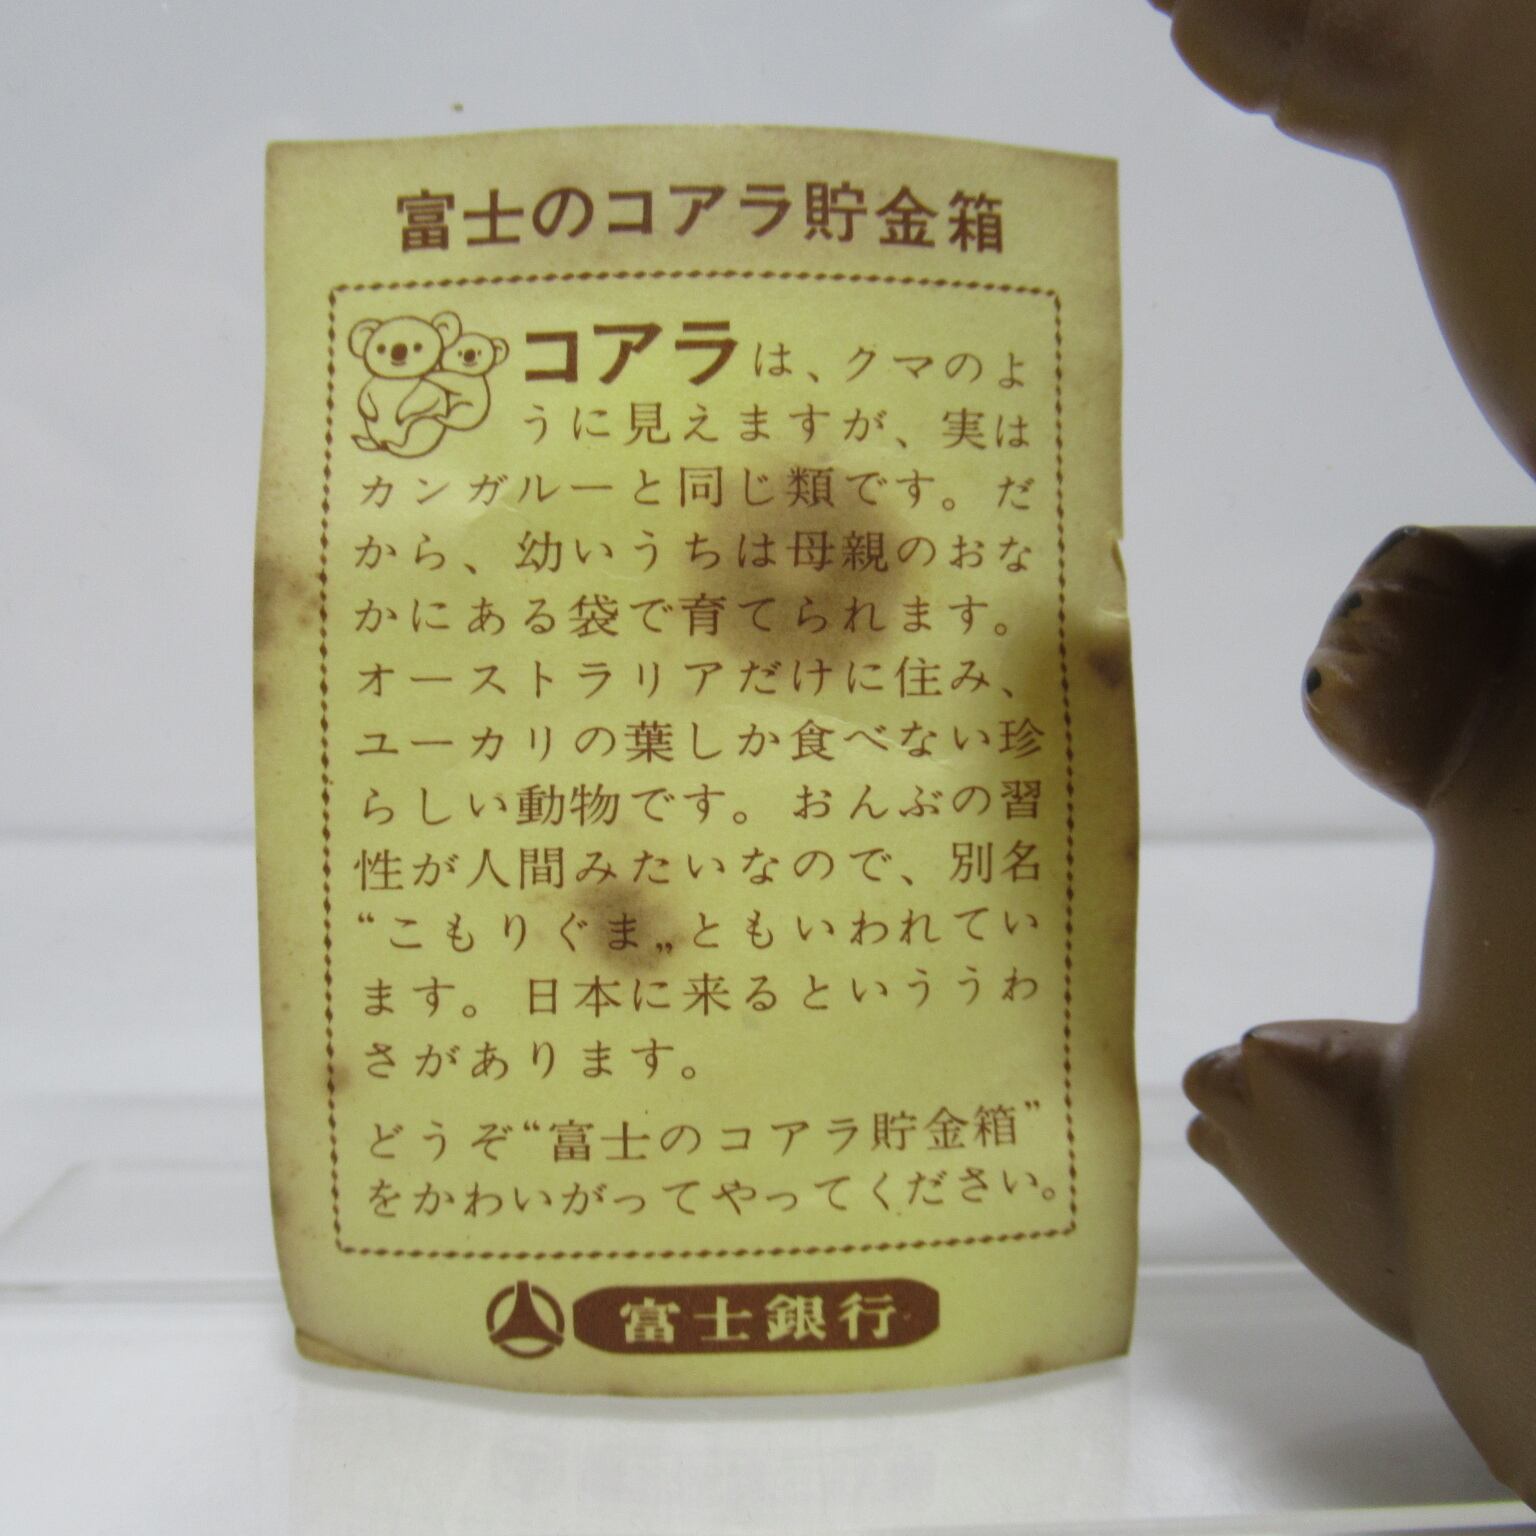 富士のコアラ貯金箱
コアラは、クマのよ
うに見えますが、実は
カンガルーと同じ類です。だ
から、幼いうちは母親のおな
かにある袋で育てられます。
オーストラリアだけに住み、
ユーカリの葉しか食べない珍
らしい動物です。おんぶの習
性が人間みたいなので、別名
“こもりぐま„ともいわれてい
ます。日本に来るといううわ
さがあります。
どうぞ“富士のコアラ貯金箱”
をかわいがってやってください。
富士銀行